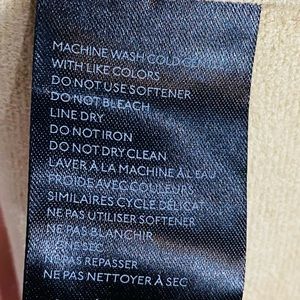 MACHINE WASH COLD
WITH LIKE COLORS
DO NOT USE SOFTENER
DO NOT BLEACH
LINE DRY
DO NOT IRON
DO NOT DRY CLEAN
LAVER À LA MACHINE À L'EAU
FROIDE AVEC COULEURS
SIMILAIRES CYCLE DÉLICAT
NE PAS UTILISER SOFTENER
NE PAS BLANCHIR
SEC
NE PAS REPASSER
NE PAS NETTOYER À SEC